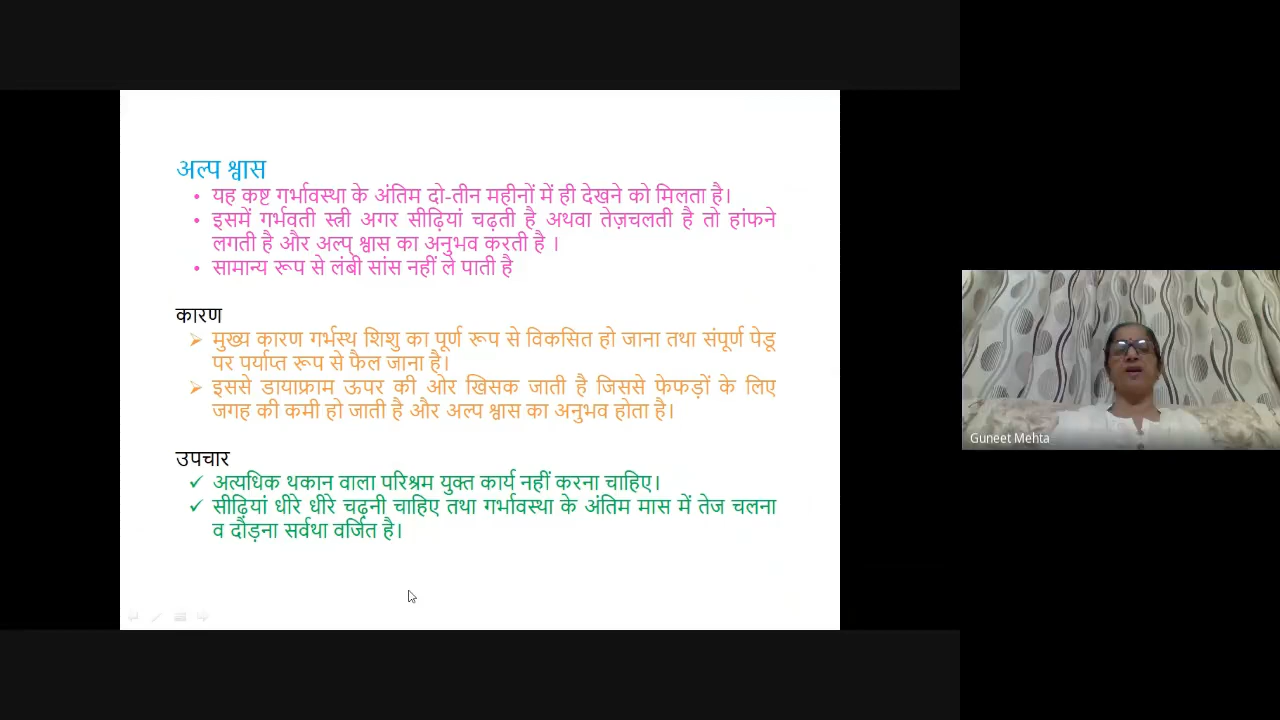 अल्प श्वास
• यह कष्ट गर्भावस्था के अंतिम दो-तीन महीनों में ही देखने को मिलता है।
• इसमें गर्भवती स्त्री अगर सीढ़ियां चढ़ती है अथवा तेज़चलती है तो हांफने
लगती है और अल्प् श्वास का अनुभव करती है ।
• सामान्य रूप से लंबी सांस नहीं ले पाती है
कारण
➢ मुख्य कारण गर्भस्थ शिशु का पूर्ण रूप से विकसित हो जाना तथा संपूर्ण पेडू
पर पर्याप्त रूप से फैल जाना है।
➢ इससे डायाफ्राम ऊपर की ओर खिसक जाती है जिससे फेफड़ों के लिए
जगह की कमी हो जाती है और अल्प श्वास का अनुभव होता है।
उपचार
✓ अत्यधिक थकान वाला परिश्रम युक्त कार्य नहीं करना चाहिए।
✓ सीढ़ियां धीरे धीरे चढ़नी चाहिए तथा गर्भावस्था के अंतिम मास में तेज चलना
व दौड़ना सर्वथा वर्जित है।
Guneet Mehta